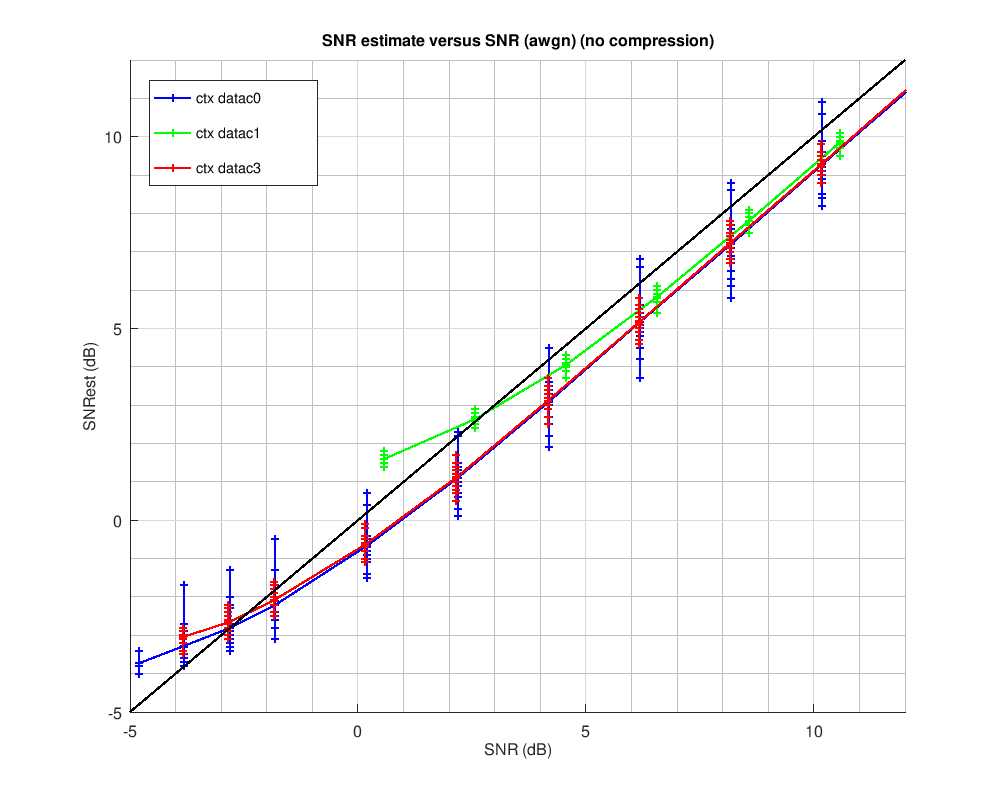 SNR estimate versus SNR (awgn) (no compression)
ctx datac0
ctx datac1
ctx datac3
10
5
0
-5
SNRest (dB)
-5 0 5 10
SNR (dB)